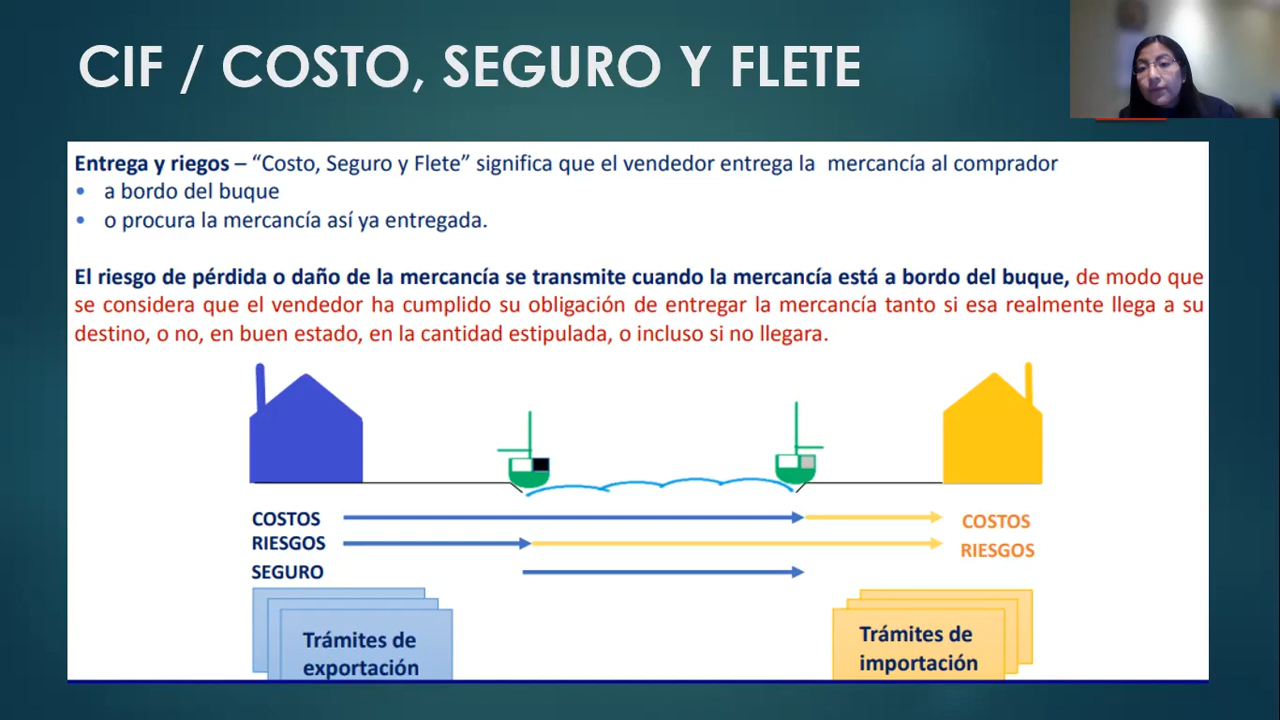 CIF / COSTO, SEGURO Y FLETE
Entrega y riegos – “Costo, Seguro y Flete” significa que el vendedor entrega la mercancía al comprador
• a bordo del buque
• o procura la mercancía así ya entregada.
El riesgo de pérdida o daño de la mercancía se transmite cuando la mercancía está a bordo del buque, de modo que
se considera que el vendedor ha cumplido su obligación de entregar la mercancía tanto si esa realmente llega a su
destino, o no, en buen estado, en la cantidad estipulada, o incluso si no llegara.
COSTOS
COSTOS
RIESGOS
RIESGOS
SEGURO
Trámites de
exportación
Trámites de
importación